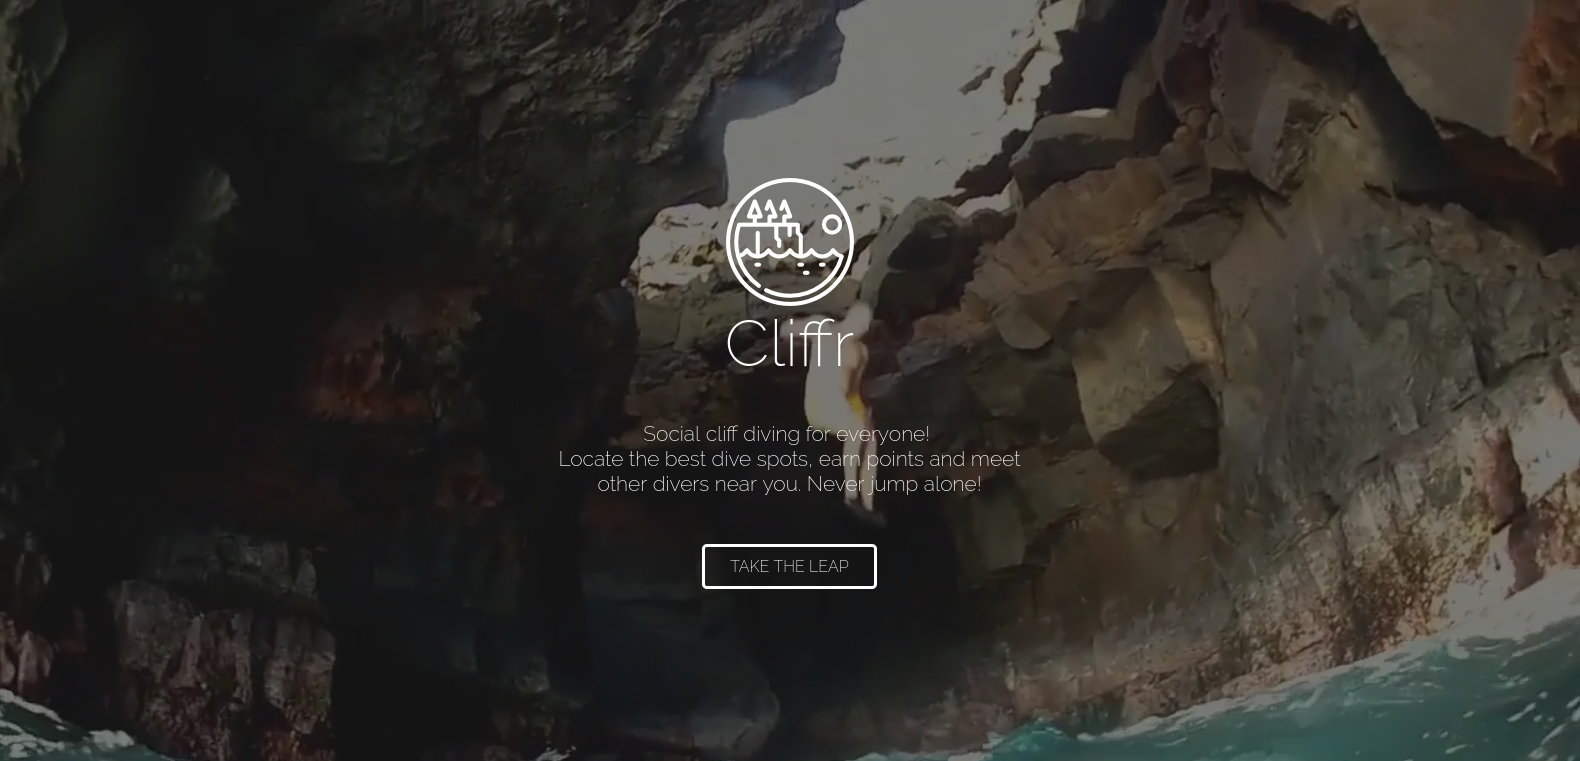 Cliffr
Social cliff diving for everyone!
Locate the best dive spots, earn points and meet
other divers near you. Never jump alone!
TAKE THE LEAP